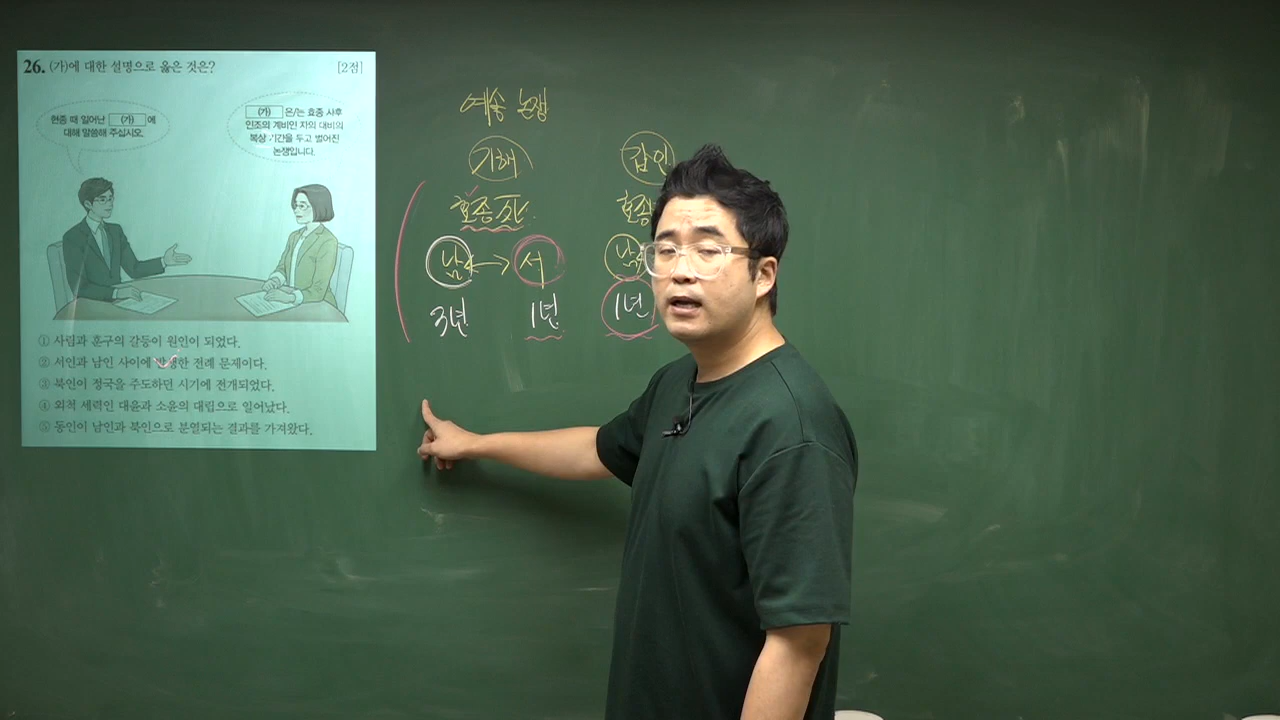 26. (가)에 대한 설명으로 옳은 것은? [2점]
현종 때 일어난 (가) 에
대해 말씀해 주십시오.
(가) 은/는 효종 사후
인조의 계비인 자의 대비의
복상 기간을 두고 벌어진
논쟁입니다.
① 사림과 훈구의 갈등이 원인이 되었다.
② 서인과 남인 사이에 발생한 전례 문제이다.
③ 북인이 정국을 주도하던 시기에 전개되었다.
④ 외척 세력인 대윤과 소윤의 대립으로 일어났다.
⑤ 동인이 남인과 북인으로 분열되는 결과를 가져왔다.
예송 논쟁
기해 갑인
효종 死 효장
남 ↔ 서 남
3년 1년 1년